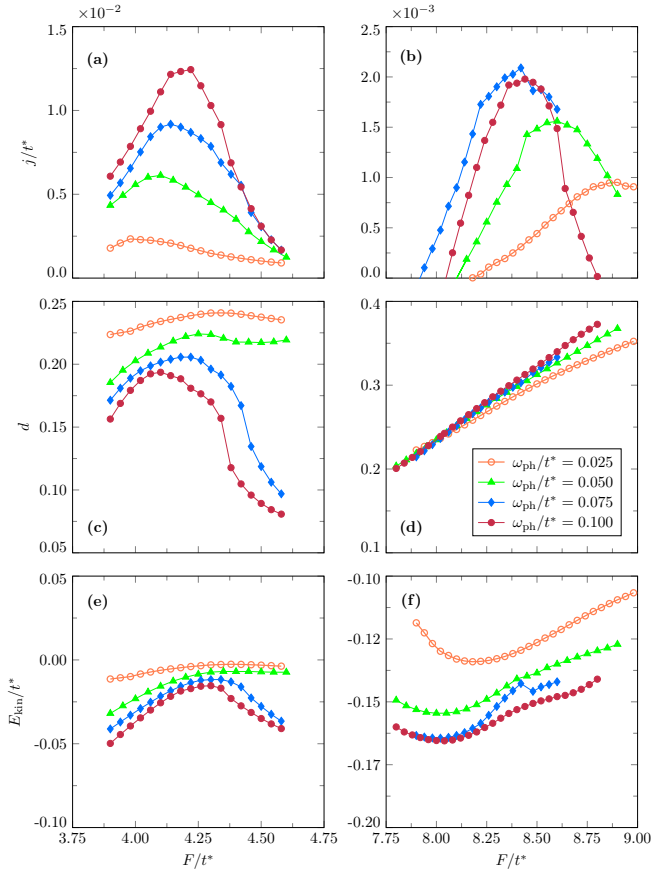 ×10⁻²
1.5
1.0
0.5
0.0
j/t*
(a)
×10⁻³
2.5
2.0
1.5
1.0
0.5
0.0
(b)
0.25
0.20
0.15
0.10
0.05
d
(c)
0.4
0.3
0.2
0.1
(d)
ω_ph/t* = 0.025
ω_ph/t* = 0.050
ω_ph/t* = 0.075
ω_ph/t* = 0.100
0.05
0.00
-0.05
-0.10
E_kin/t*
(e)
3.75 4.00 4.25 4.50 4.75
F/t*
-0.10
-0.12
-0.15
-0.17
-0.20
(f)
7.75 8.00 8.25 8.50 8.75 9.00
F/t*